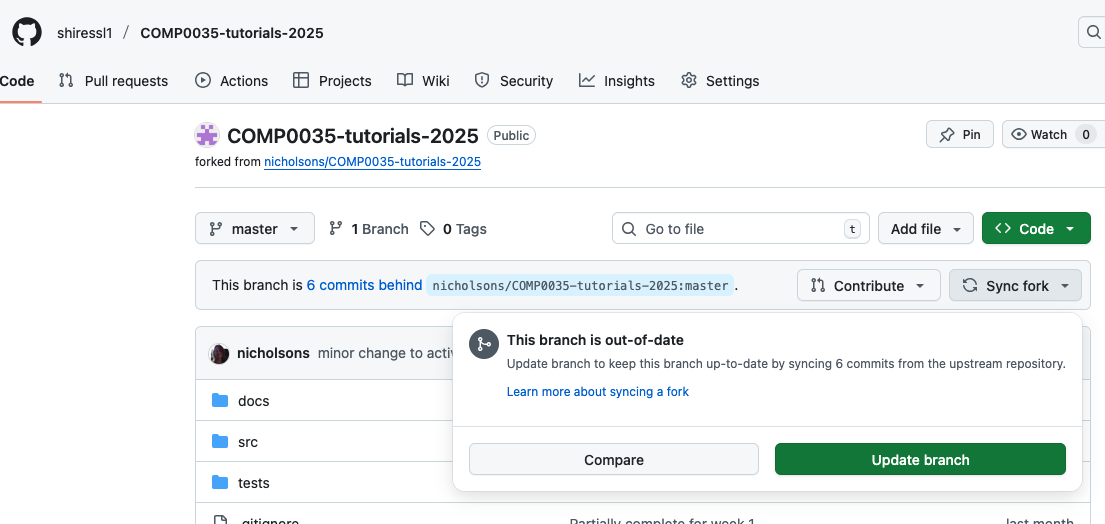 shiressl1 / COMP0035-tutorials-2025
Code Pull requests Actions Projects Wiki Security Insights Settings
COMP0035-tutorials-2025 Public
Pin Watch 0
forked from nicholsons/COMP0035-tutorials-2025
master 1 Branch 0 Tags Go to file t Add file Code
This branch is 6 commits behind nicholsons/COMP0035-tutorials-2025:master . Contribute Sync fork
nicholsons minor change to
This branch is out-of-date
Update branch to keep this branch up-to-date by syncing 6 commits from the upstream repository.
Learn more about syncing a fork
Compare Update branch
docs
src
tests
.gitignore Partially complete for week 1 last month